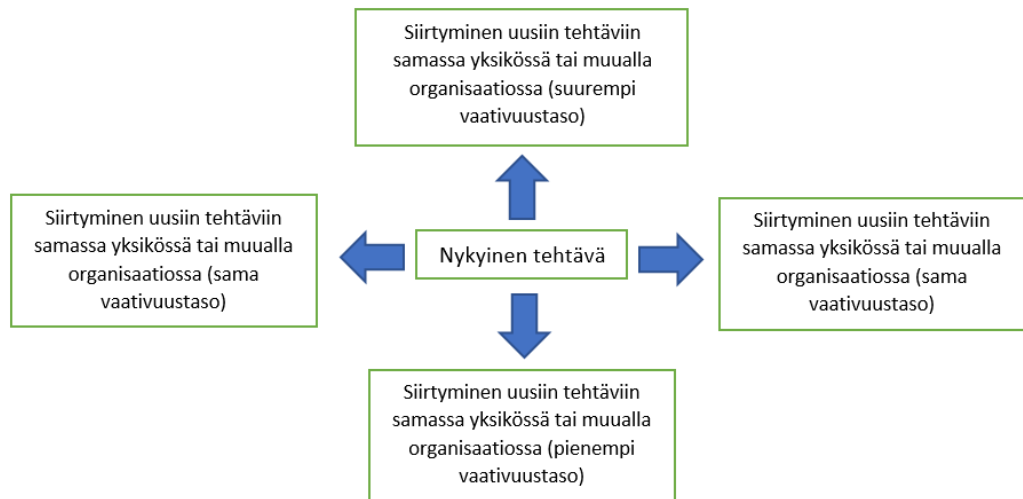 Siirtyminen uusiin tehtäviin
samassa yksikössä tai muualla
organisaatiossa (suurempi
vaativuustaso)
Siirtyminen uusiin tehtäviin
samassa yksikössä tai muualla
organisaatiossa (sama
vaativuustaso)
Nykyinen tehtävä
Siirtyminen uusiin tehtäviin
samassa yksikössä tai muualla
organisaatiossa (sama
vaativuustaso)
Siirtyminen uusiin tehtäviin
samassa yksikössä tai muualla
organisaatiossa (pienempi
vaativuustaso)